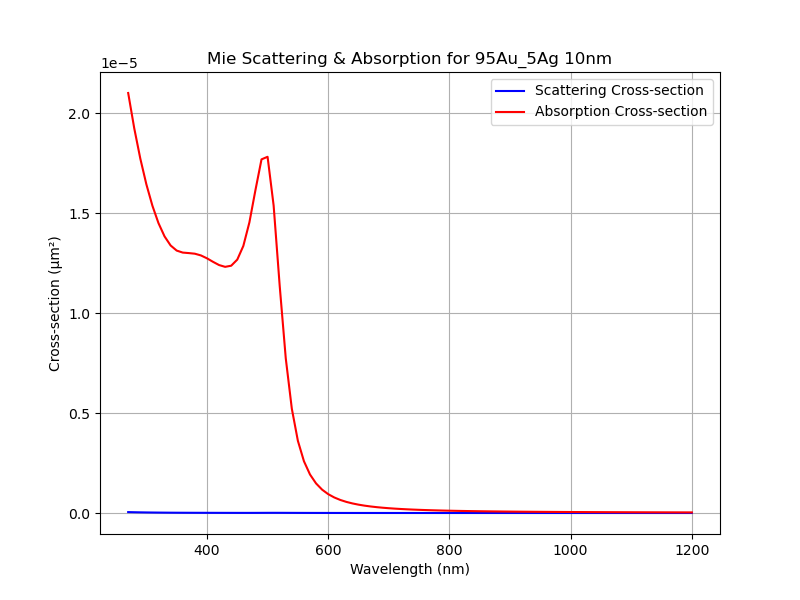 Mie Scattering & Absorption for 95Au_5Ag 10nm
1e−5
Scattering Cross-section
Absorption Cross-section
2.0
1.5
1.0
0.5
0.0
Cross-section (μm²)
400 600 800 1000 1200
Wavelength (nm)